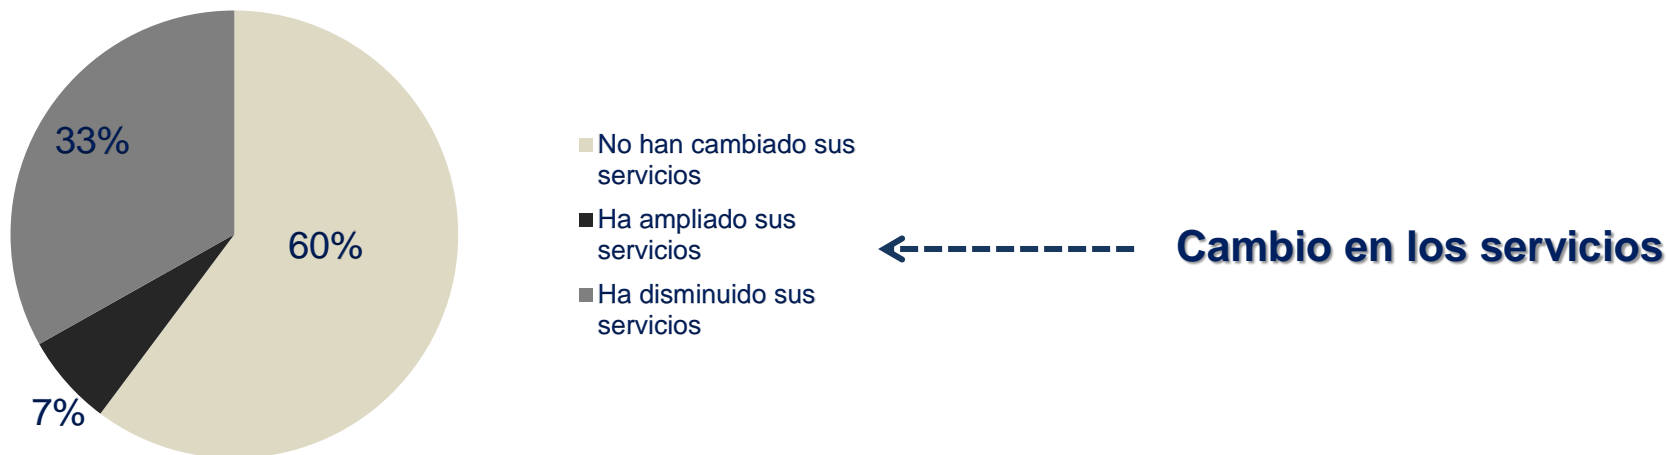 33%
60%
7%
No han cambiado sus
servicios
Ha ampliado sus
servicios
Ha disminuido sus
servicios
Cambio en los servicios